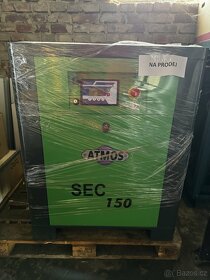 NA PRODEJ
ATMOS
SEC 150
Bazoš.cz